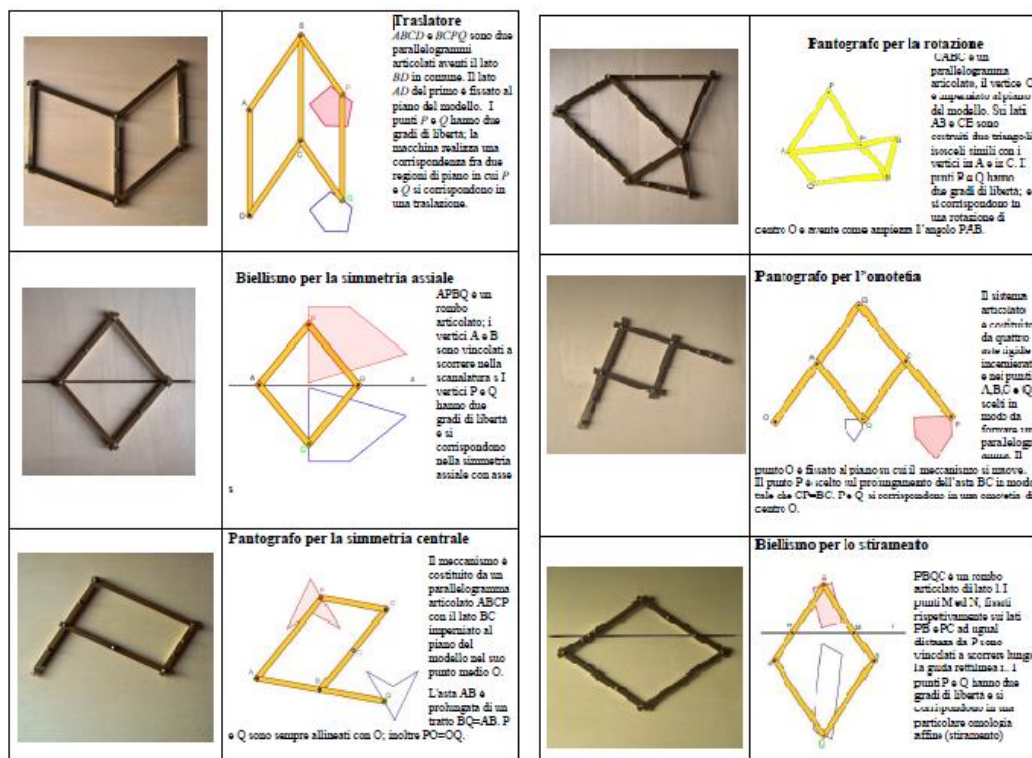 Traslatore
ABCD e BCPQ sono due
parallelogrammi
articolati aventi il lato
BD in comune. Il lato
AD del primo è fissato al
piano del modello. I
punti P e Q hanno due
gradi di libertà; la
macchina realizza una
corrispondenza fra due
regioni di piano in cui P
e Q si corrispondono in
una traslazione.
Biellismo per la simmetria assiale
APBQ è un
rombo
articolato; i
vertici A e B
sono vincolati a
scorrere nella
scanalatura s I
vertici P e Q
hanno due
gradi di libertà
e si
corrispondono
nella simmetria
assiale con asse
s
Pantografo per la simmetria centrale
Il meccanismo è
costituito da un
parallelogramma
articolato ABCP
con il lato BC
imperniato al
piano del
modello nel suo
punto medio O.
L'asta AB è
prolungata di un
tratto BQ=AB. P
e Q sono sempre allineati con O; inoltre PO=OQ.
Pantografo per la rotazione
è un
parallelogramma
articolato, il vertice O
è imperniato al piano
del modello. Sui lati
AB e CE sono
costruiti due triangoli
isosceli simili con i
vertici in A e in C. I
punti P e Q hanno
due gradi di libertà; e
si corrispondono in
una rotazione di
centro O e avente come ampiezza l'angolo PAB.
Pantografo per l'omotetia
Il sistema
articolato
è costituito
da quattro
aste rigide
incernierat
e nei punti
A,B,C e Q
scelti in
modo da
formare un
parallelogra
mma. Il
punto O è fissato al piano su cui il meccanismo si muove.
Il punto P è scelto sul prolungamento dell'asta BC in modo
tale che CP=BC. P e Q si corrispondono in una omotetia di
centro O.
Biellismo per lo stiramento
PBQC è un rombo
articolato di lato l. I
punti M ed N, fissati
rispettivamente sui lati
PB e PC ad ugual
distanza da P sono
vincolati a scorrere lungo
la guida rettilinea r. I
punti P e Q hanno due
gradi di libertà e si
corrispondono in una
particolare omologia
affine (stiramento)